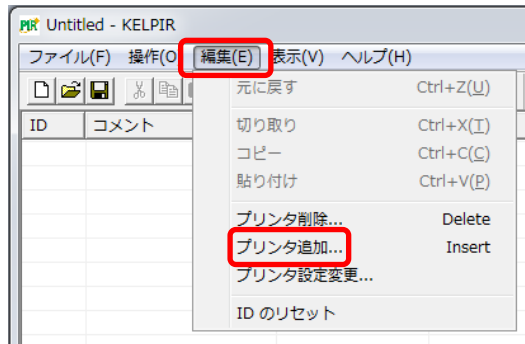 PIR Untitled - KELPIR
ファイル(F) 操作(O 編集(E) 表示(V) ヘルプ(H)
ID コメント
元に戻す Ctrl+Z(U)
切り取り Ctrl+X(T)
コピー Ctrl+C(C)
貼り付け Ctrl+V(P)
プリンタ削除... Delete
プリンタ追加... Insert
プリンタ設定変更...
ID のリセット